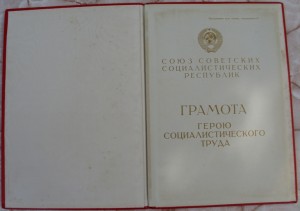 СОЮЗ СОВЕТСКИХ
СОЦИАЛИСТИЧЕСКИХ
РЕСПУБЛИК
ГРАМОТА
ГЕРОЮ
СОЦИАЛИСТИЧЕСКОГО
ТРУДА